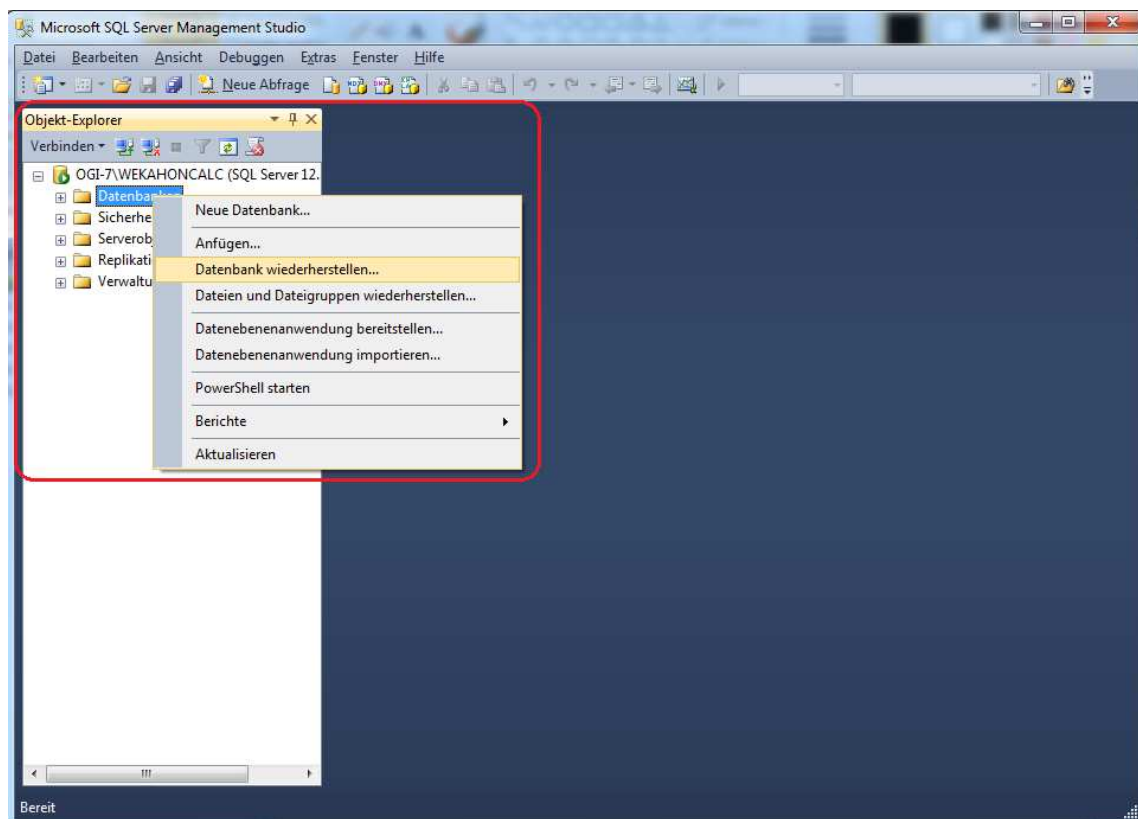 Microsoft SQL Server Management Studio
Datei Bearbeiten Ansicht Debuggen Extras Fenster Hilfe
Neue Abfrage
Objekt-Explorer
Verbinden
OGI-7\WEKAHONCALC (SQL Server 12.
Datenbanken
Sicherhe
Serverob
Replikati
Verwaltu
Neue Datenbank...
Anfügen...
Datenbank wiederherstellen...
Dateien und Dateigruppen wiederherstellen...
Datenebenenanwendung bereitstellen...
Datenebenenanwendung importieren...
PowerShell starten
Berichte
Aktualisieren
Bereit